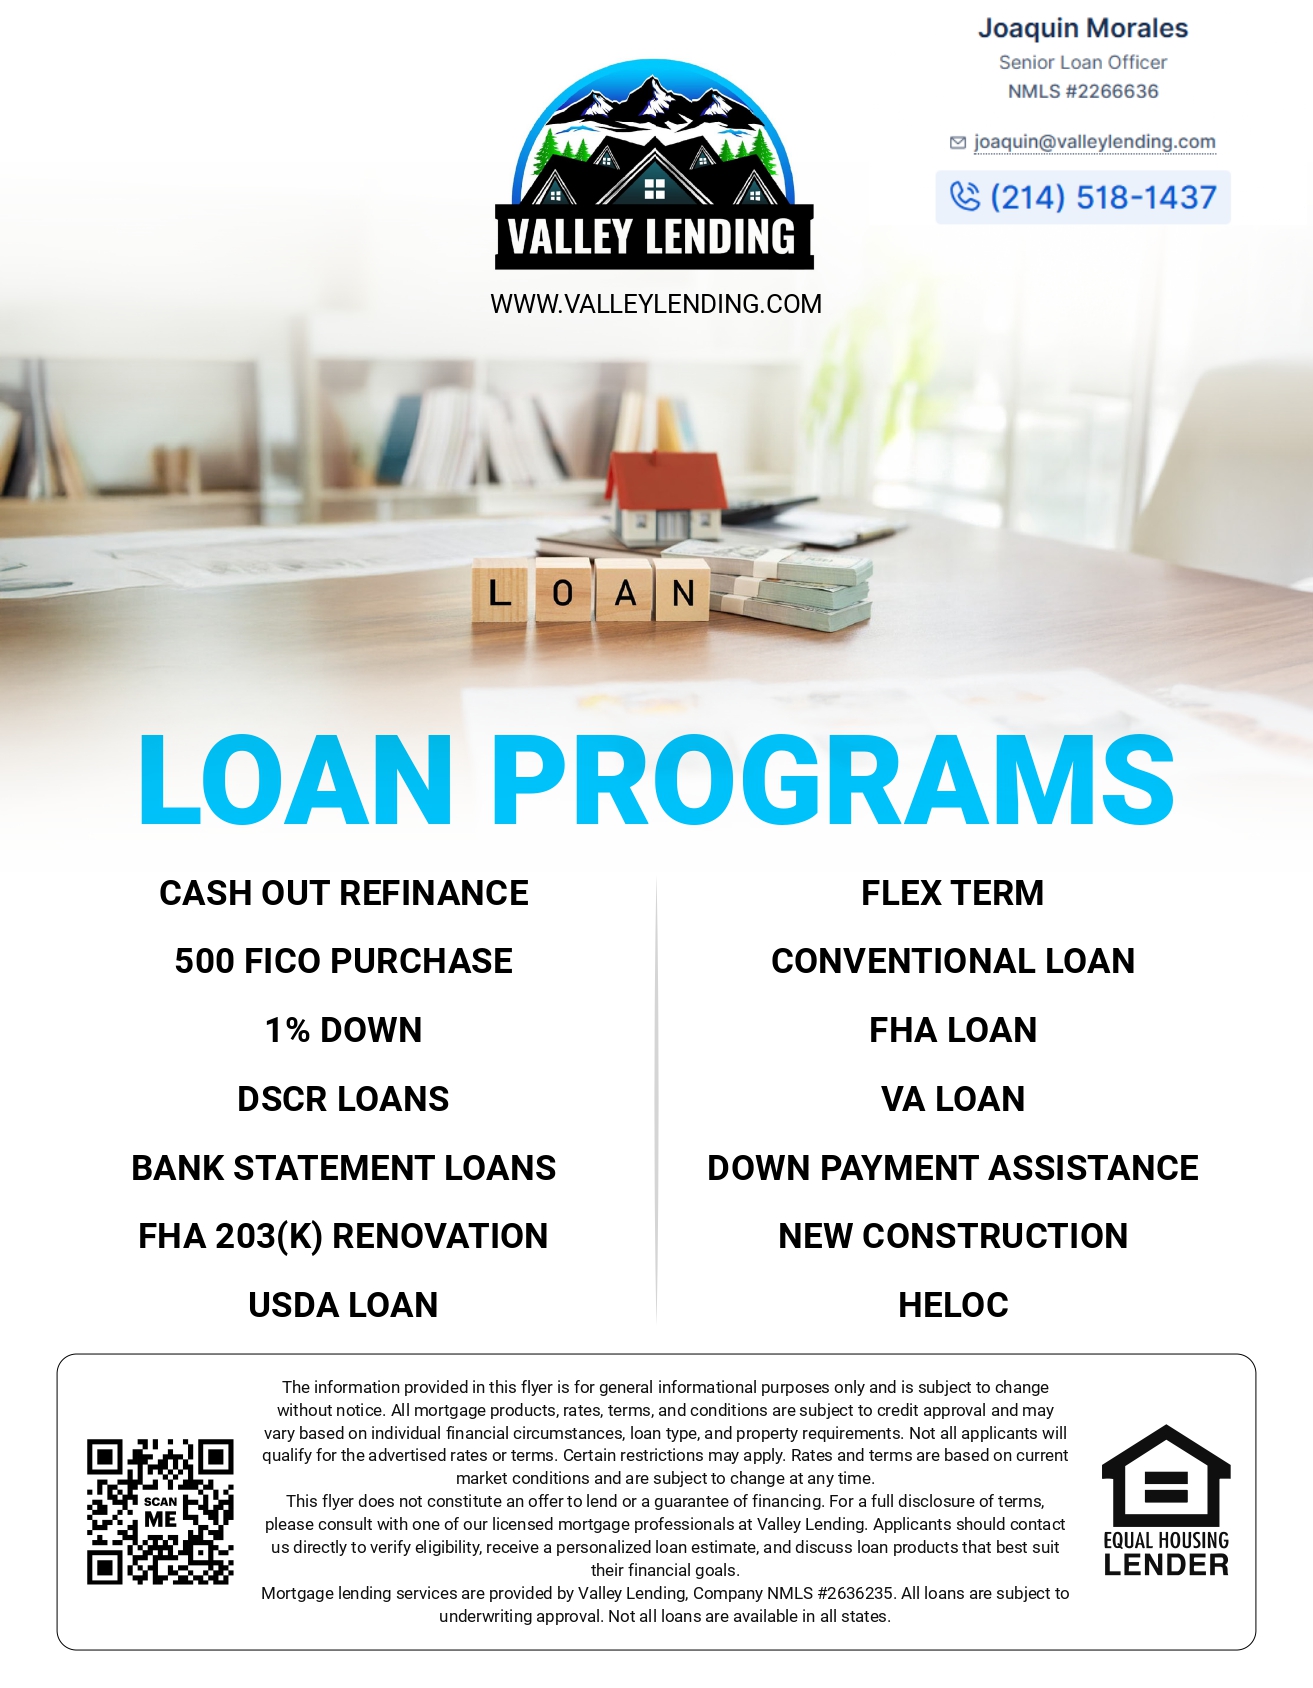 Joaquin Morales
Senior Loan Officer
NMLS #2266636
joaquin@valleylending.com
(214) 518-1437
VALLEY LENDING
WWW.VALLEYLENDING.COM
L O A N
LOAN PROGRAMS
CASH OUT REFINANCE
500 FICO PURCHASE
1% DOWN
DSCR LOANS
BANK STATEMENT LOANS
FHA 203(K) RENOVATION
USDA LOAN
FLEX TERM
CONVENTIONAL LOAN
FHA LOAN
VA LOAN
DOWN PAYMENT ASSISTANCE
NEW CONSTRUCTION
HELOC
SCAN
ME
The information provided in this flyer is for general informational purposes only and is subject to change
without notice. All mortgage products, rates, terms, and conditions are subject to credit approval and may
vary based on individual financial circumstances, loan type, and property requirements. Not all applicants will
qualify for the advertised rates or terms. Certain restrictions may apply. Rates and terms are based on current
market conditions and are subject to change at any time.
This flyer does not constitute an offer to lend or a guarantee of financing. For a full disclosure of terms,
please consult with one of our licensed mortgage professionals at Valley Lending. Applicants should contact
us directly to verify eligibility, receive a personalized loan estimate, and discuss loan products that best suit
their financial goals.
Mortgage lending services are provided by Valley Lending, Company NMLS #2636235. All loans are subject to
underwriting approval. Not all loans are available in all states.
EQUAL HOUSING
LENDER